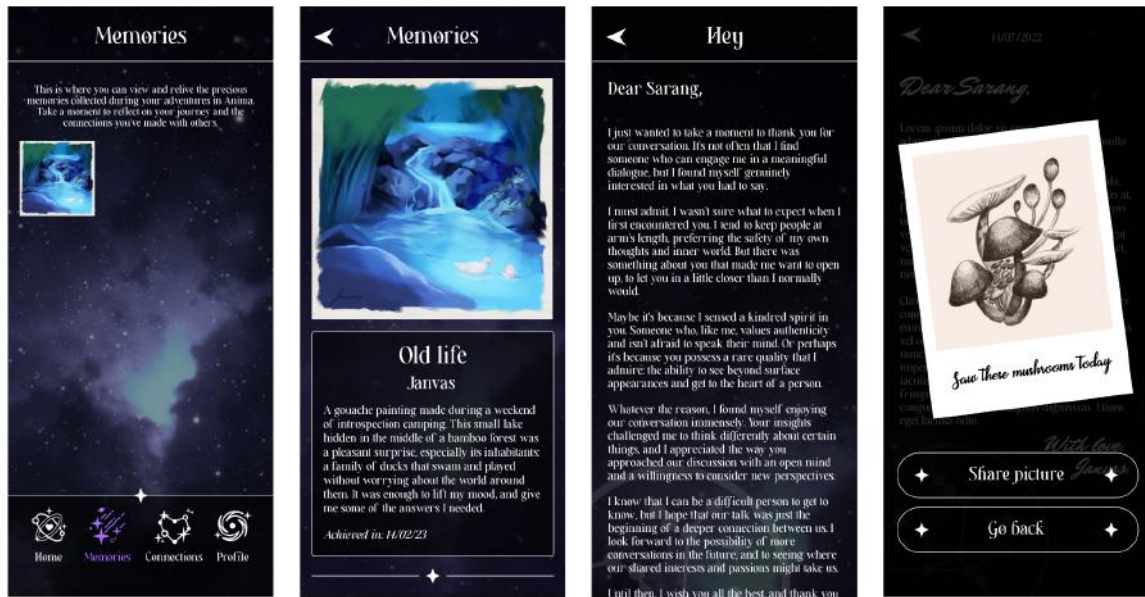 Memories
This is where you can view and relive the precious
memories collected during your adventures in Anima.
Take a moment to reflect on your journey and the
connections you've made with others.
Home
Memories
Connections
Profile
Memories
Old life
Janvas
A gouache painting made during a weekend
of introspection camping. This small lake
hidden in the middle of a bamboo forest was
a pleasant surprise, especially its inhabitants:
a family of ducks that swam and played
without worrying about the world around
them. It was enough to lift my mood, and give
me some of the answers I needed.
Achieved in: 14/02/23
Hey
Dear Sarang,
I just wanted to take a moment to thank you for
our conversation. It's not often that I find
someone who can engage me in a meaningful
dialogue, but I found myself genuinely
interested in what you had to say.
I must admit, I wasn't sure what to expect when I
first encountered you. I tend to keep people at
arm's length, preferring the safety of my own
thoughts and inner world. But there was
something about you that made me want to open
up, to let you in a little closer than I normally
would.
Maybe it's because I sensed a kindred spirit in
you. Someone who, like me, values authenticity
and isn't afraid to speak their mind. Or perhaps
it's because you possess a rare quality that I
admire: the ability to see beyond surface
appearances and get to the heart of a person.
Whatever the reason, I found myself enjoying
our conversation immensely. Your insights
challenged me to think differently about certain
things, and I appreciated the way you
approached our discussion with an open mind
and a willingness to consider new perspectives.
I know that I can be a difficult person to get to
know, but I hope that our talk was just the
beginning of a deeper connection between us. I
look forward to the possibility of more
conversations in the future, and to seeing where
our shared interests and passions might take us.
Until then, I wish you all the best, and thank you
14/07/2022
Dear Sarang,
Lorem ipsum dolor
Saw these mushrooms today
With love,
Janvas
Share picture
Go back